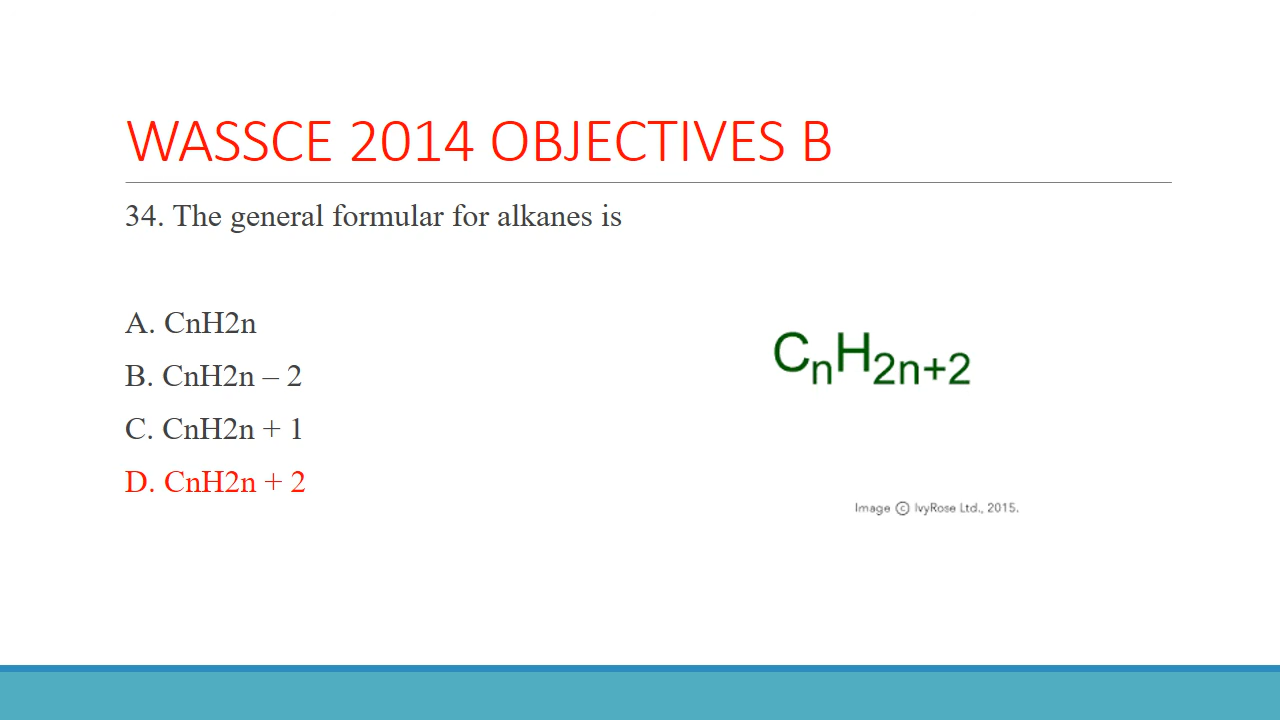 WASSCE 2014 OBJECTIVES B
34. The general formular for alkanes is
A. CnH2n
B. CnH2n – 2
C. CnH2n + 1
D. CnH2n + 2
CnH2n+2
Image © IvyRose Ltd., 2015.